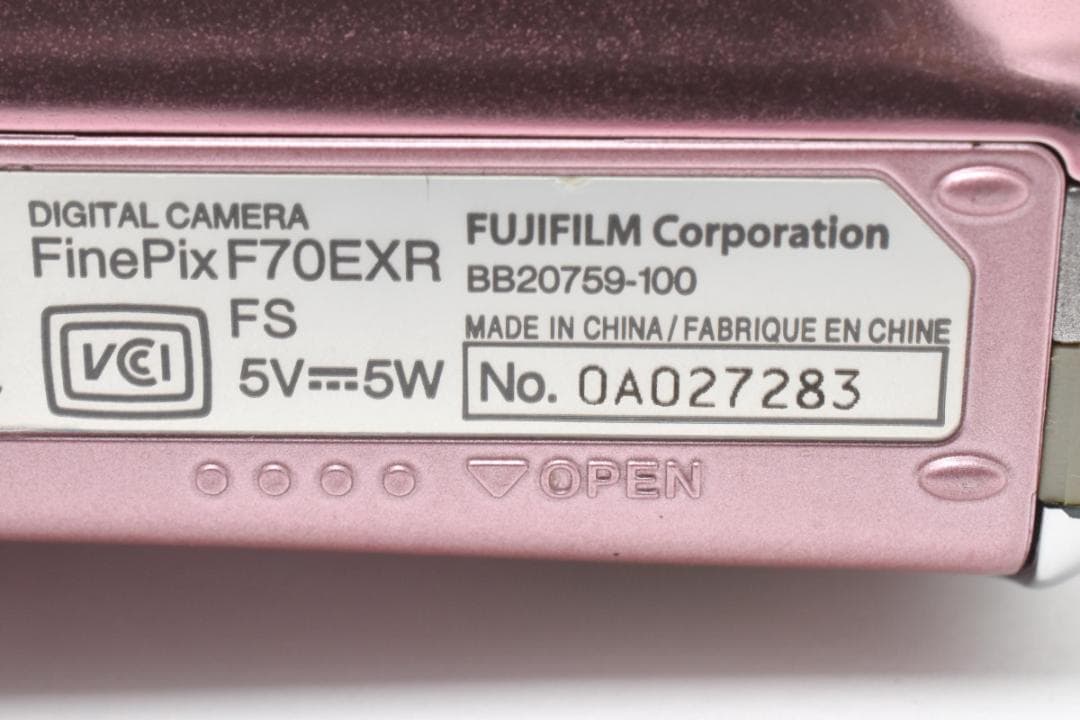 DIGITAL CAMERA
FinePix F70EXR
FS
5V⎓5W
VCCI
FUJIFILM Corporation
BB20759-100
MADE IN CHINA/FABRIQUE EN CHINE
No. 0A027283
▽OPEN